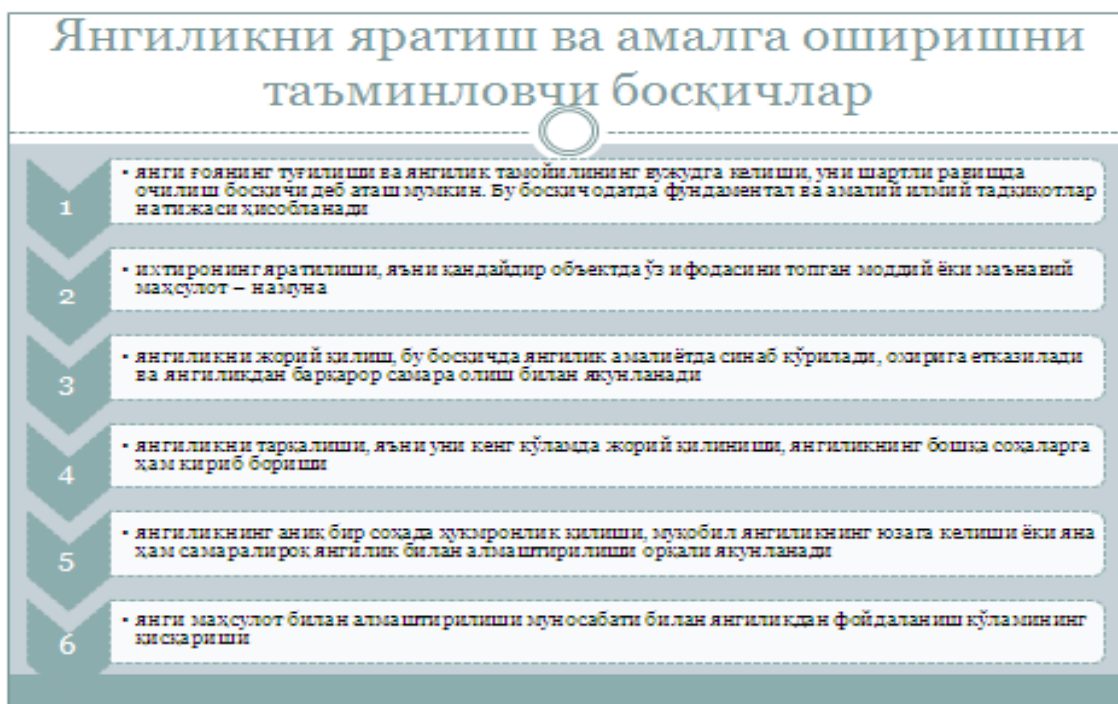 Янгиликни яратиш ва амалга оширишни
таъминловчи босқичлар
1
• янги ғоянинг туғилиши ва янгилик тамойилининг вужудга келиши, уни шартли равишда
очилиш босқичи деб аташ мумкин. Бу босқич одатда фундаментал ва амалий илмий тадқиқотлар
натижаси ҳисобланади
2
• ихтиронинг яратилиши, яъни қандайдир объектда ўз ифодасини топган моддий ёки маънавий
маҳсулот – намуна
3
• янгиликни жорий қилиш, бу босқичда янгилик амалиётда синаб кўрилади, охирига етказилади
ва янгиликдан барқарор самара олиш билан якунланади
4
• янгиликни тарқалиши, яъни уни кенг кўламда жорий қилиниши, янгиликнинг бошқа соҳаларга
ҳам кириб бориши
5
• янгиликнинг аниқ бир соҳада ҳукмронлик қилиши, муқобил янгиликнинг юзага келиши ёки яна
ҳам самаралироқ янгилик билан алмаштирилиши орқали якунланади
6
• янги маҳсулот билан алмаштирилиши муносабати билан янгиликдан фойдаланиш кўламининг
қисқариши